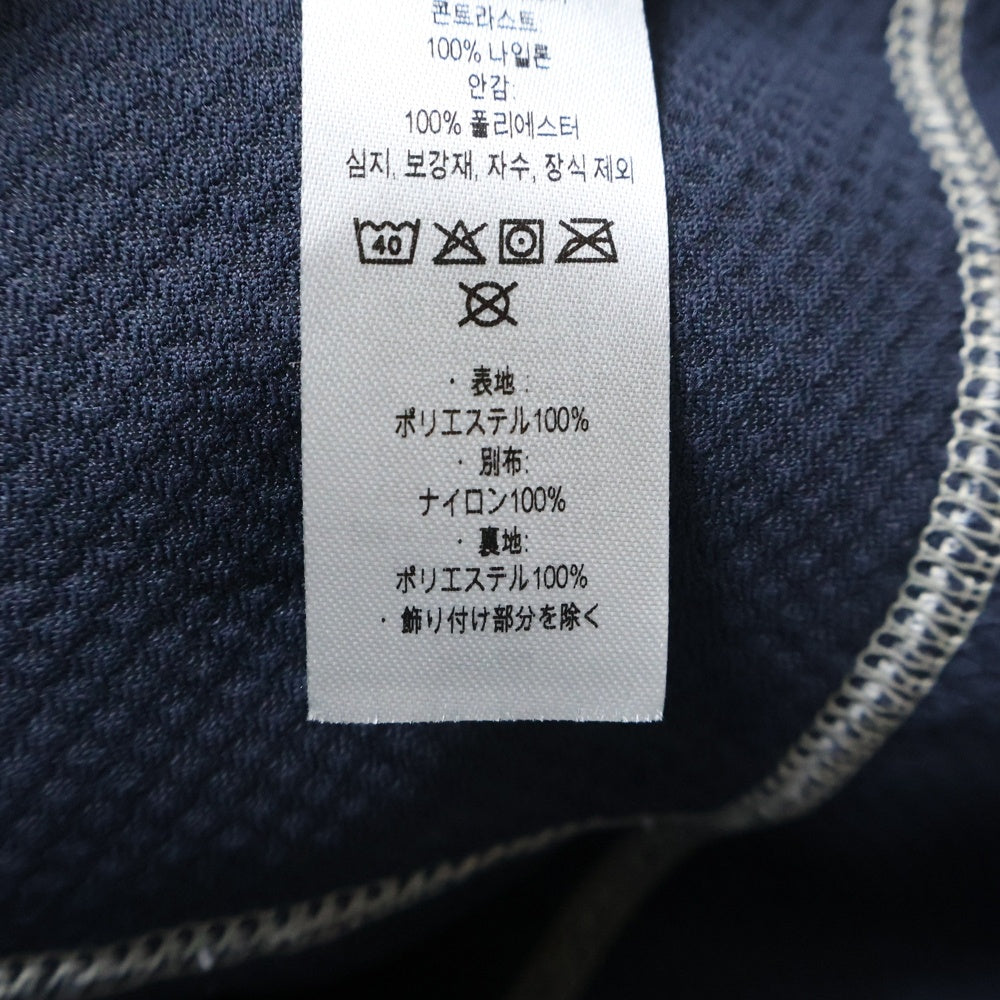 콘트라스트
100% 나일론
안감:
100% 폴리에스터
심지, 보강재, 자수, 장식 제외
40
· 表地 :
ポリエステル100%
· 別布:
ナイロン100%
· 裏地:
ポリエステル100%
· 飾り付け部分を除く